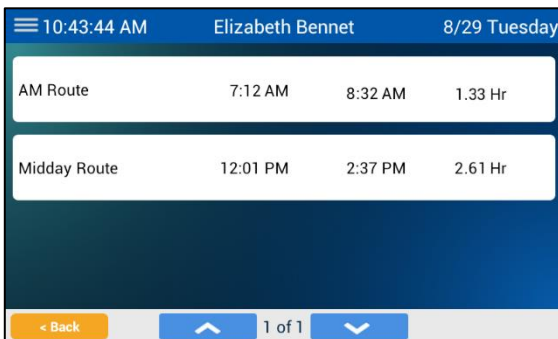 10:43:44 AM Elizabeth Bennet 8/29 Tuesday
AM Route 7:12 AM 8:32 AM 1.33 Hr
Midday Route 12:01 PM 2:37 PM 2.61 Hr
< Back 1 of 1